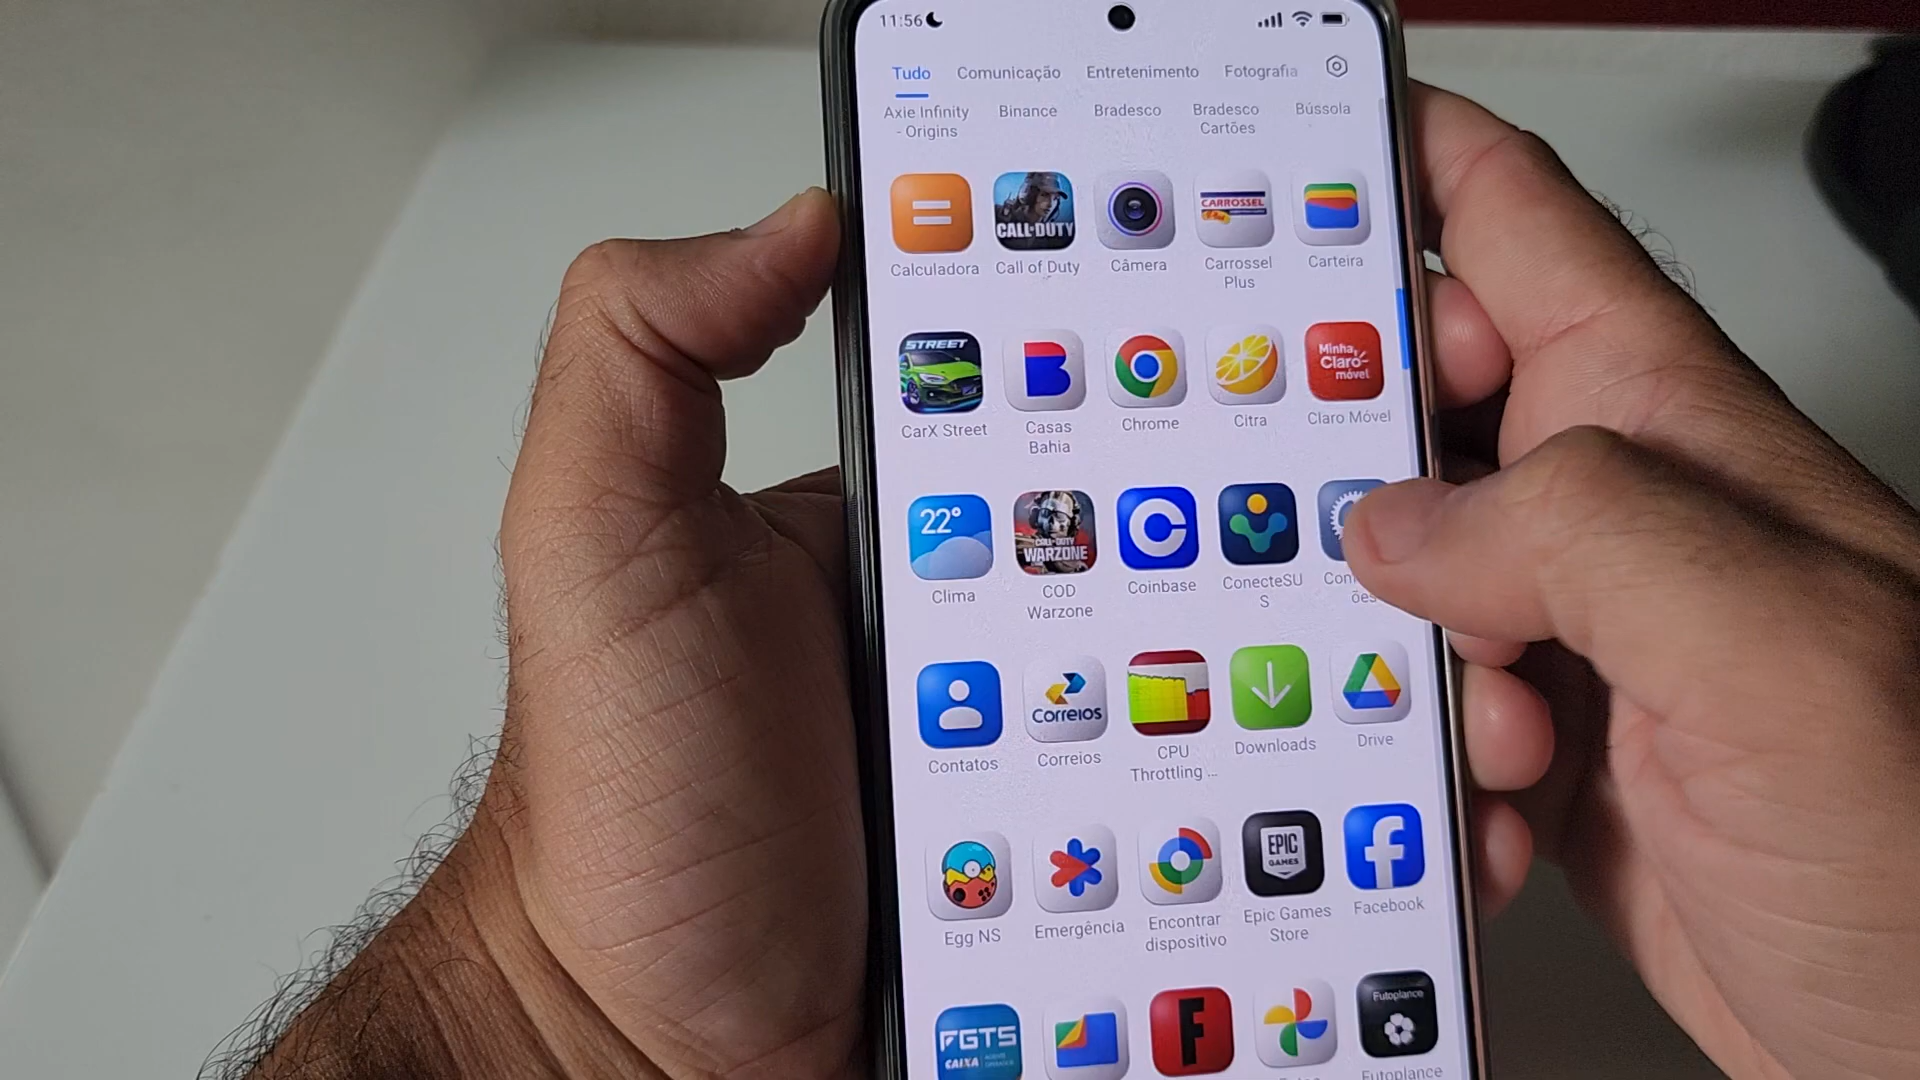 11:56
Tudo Comunicação Entretenimento Fotografia
Axie Infinity
- Origins
Binance
Bradesco
Bradesco
Cartões
Bússola
CALL·DUTY
CARROSSEL
Calculadora
Call of Duty
Câmera
Carrossel
Plus
Carteira
STREET
Minha
Claro
móvel
CarX Street
Casas
Bahia
Chrome
Citra
Claro Móvel
22°
CALL·DUTY
WARZONE
Clima
COD
Warzone
Coinbase
ConecteSU
S
ões
Correios
Contatos
Correios
CPU
Throttling ...
Downloads
Drive
EPIC
GAMES
Egg NS
Emergência
Encontrar
dispositivo
Epic Games
Store
Facebook
FGTS
CAIXA
F
Futoplance
Futoplance